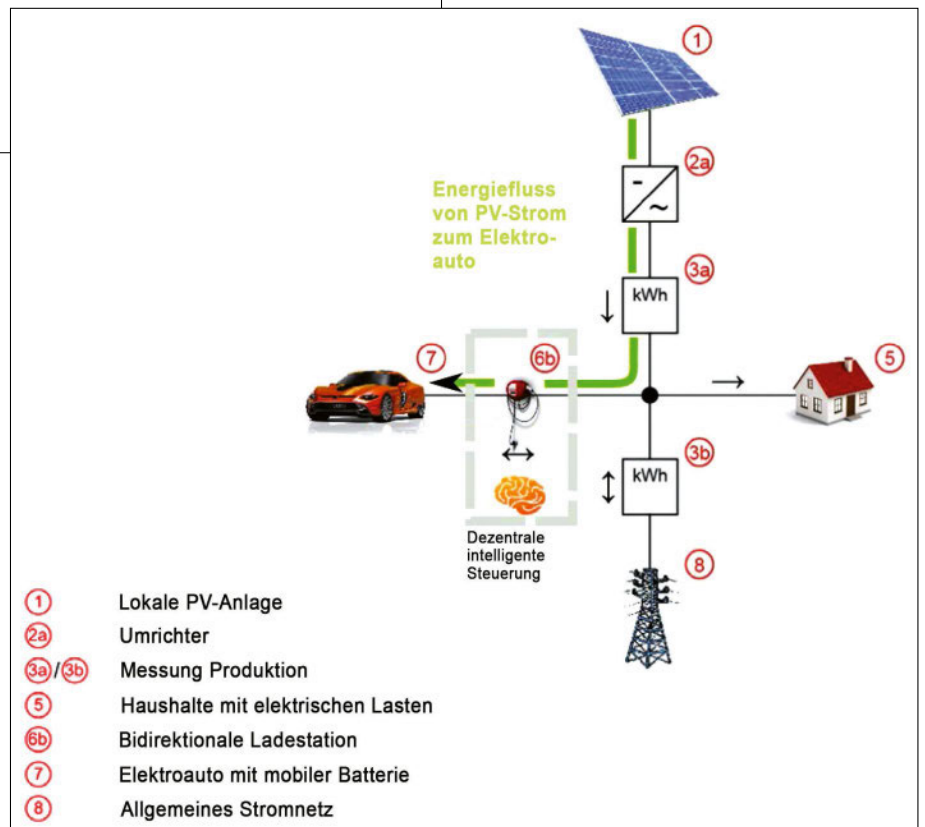 1
2a
- ~
Energiefluss
von PV-Strom
zum Elektro-
auto
3a
kWh
7
6b
5
3b
kWh
Dezentrale
intelligente
Steuerung
8
1 Lokale PV-Anlage
2a Umrichter
3a / 3b Messung Produktion
5 Haushalte mit elektrischen Lasten
6b Bidirektionale Ladestation
7 Elektroauto mit mobiler Batterie
8 Allgemeines Stromnetz